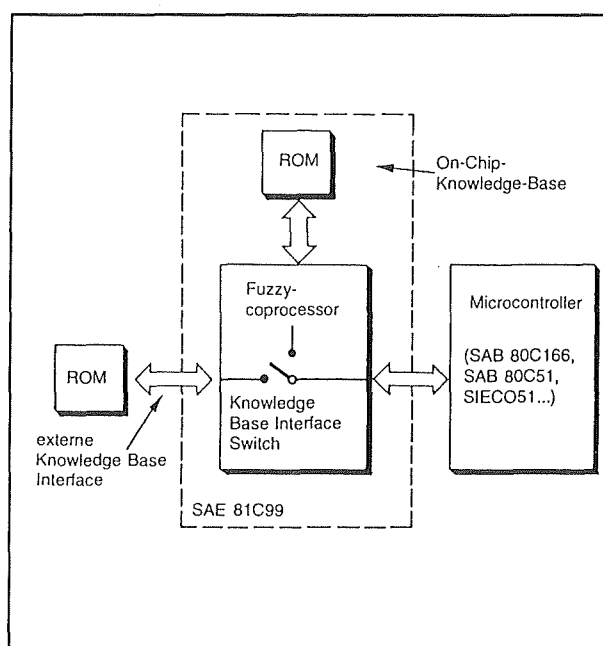 ROM
On-Chip-
Knowledge-Base
Fuzzy-
coprocessor
Knowledge
Base Interface
Switch
Microcontroller
(SAB 80C166,
SAB 80C51,
SIECO51...)
ROM
externe
Knowledge Base
Interface
SAE 81C99